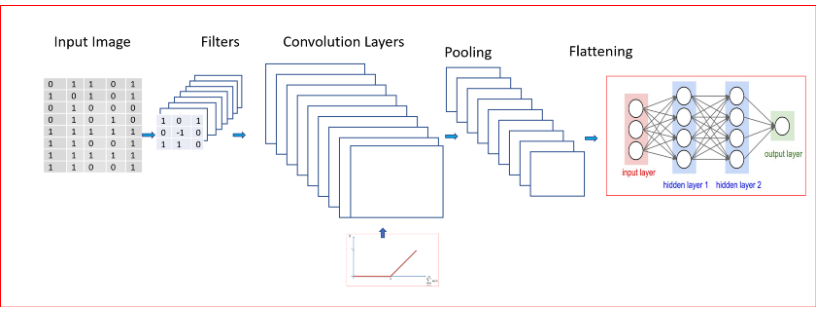 Input Image
Filters
Convolution Layers
Pooling
Flattening
0 1 1 0 1
1 0 1 0 1
0 1 0 0 0
0 1 0 1 0
1 1 1 1 1
1 1 0 0 1
1 1 1 1 1
1 1 0 0 1
1 0 1
0 -1 0
1 1 0
input layer
hidden layer 1
hidden layer 2
output layer